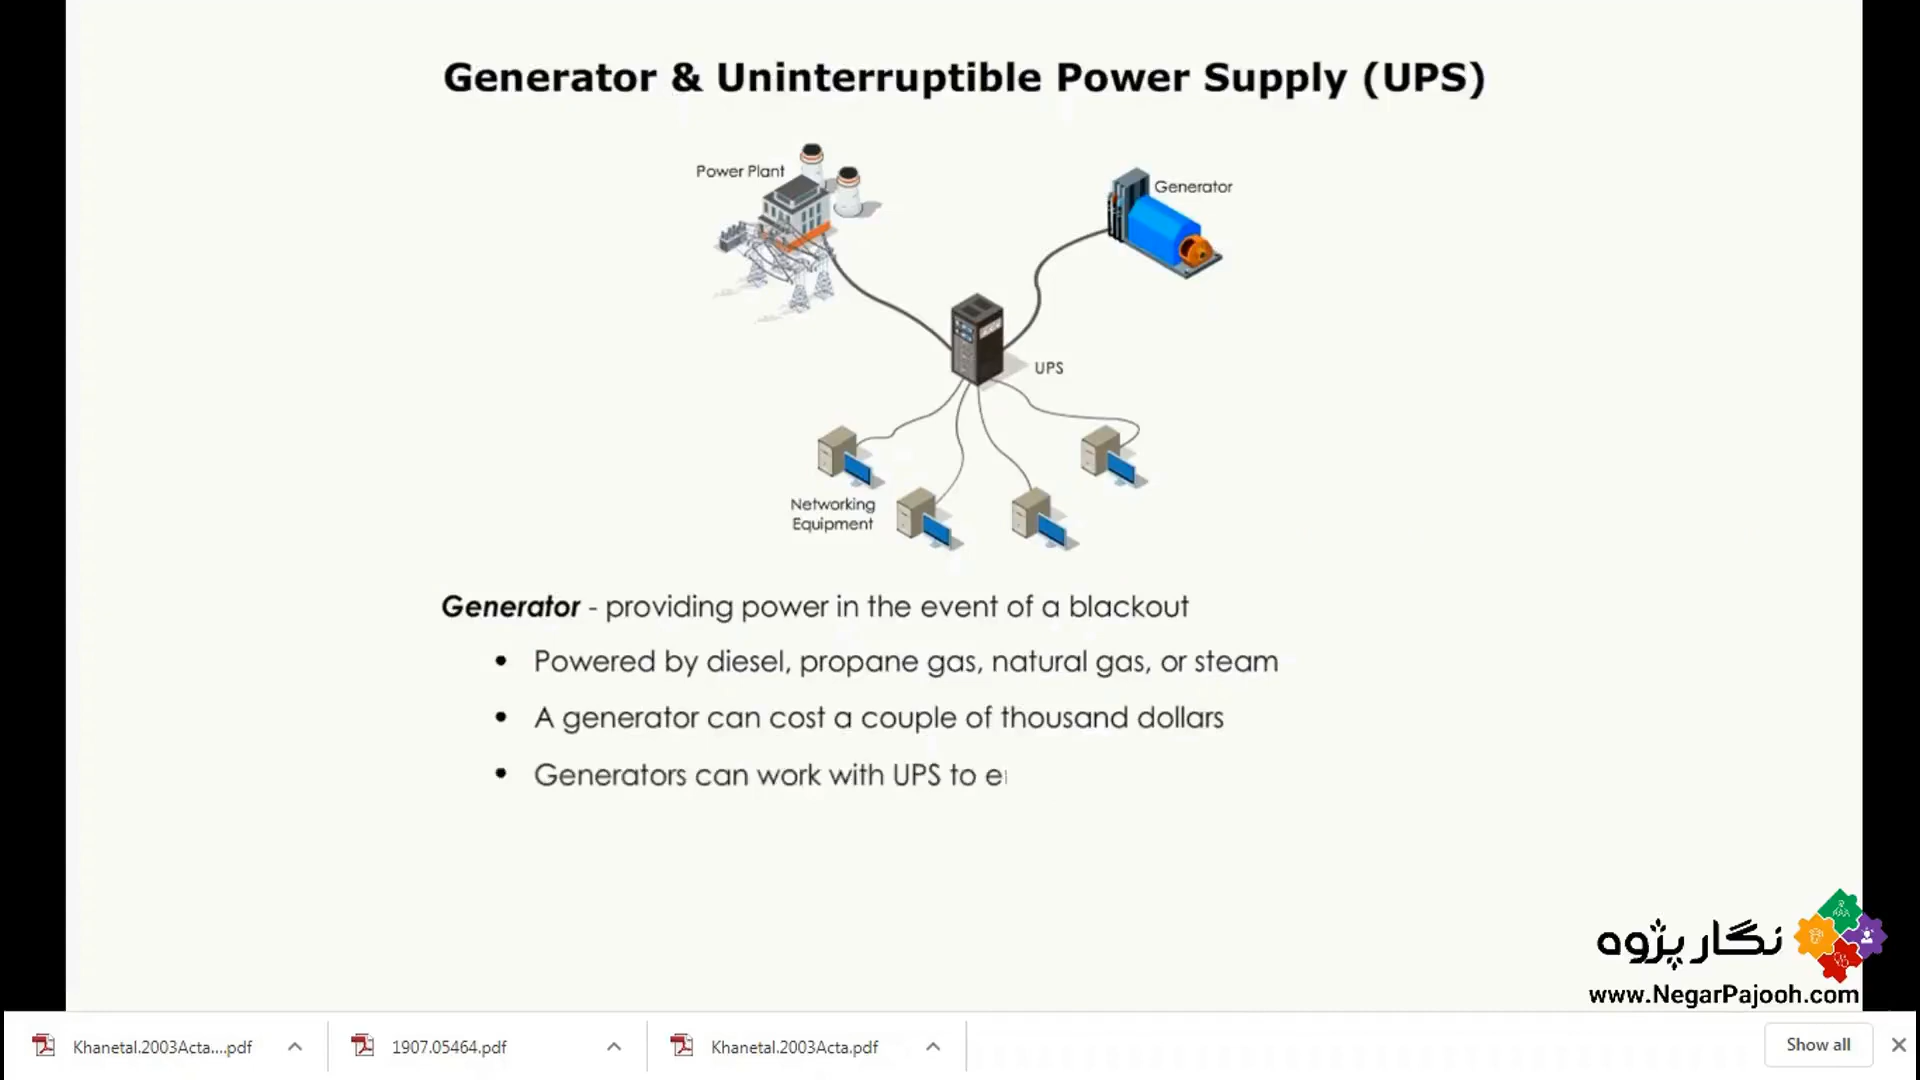 Generator & Uninterruptible Power Supply (UPS)
Power Plant
Generator
UPS
Networking
Equipment
Generator - providing power in the event of a blackout
• Powered by diesel, propane gas, natural gas, or steam
• A generator can cost a couple of thousand dollars
• Generators can work with UPS to e
نگار پژوه
www.NegarPajooh.com
Khanetal.2003Acta....pdf
1907.05464.pdf
Khanetal.2003Acta.pdf
Show all